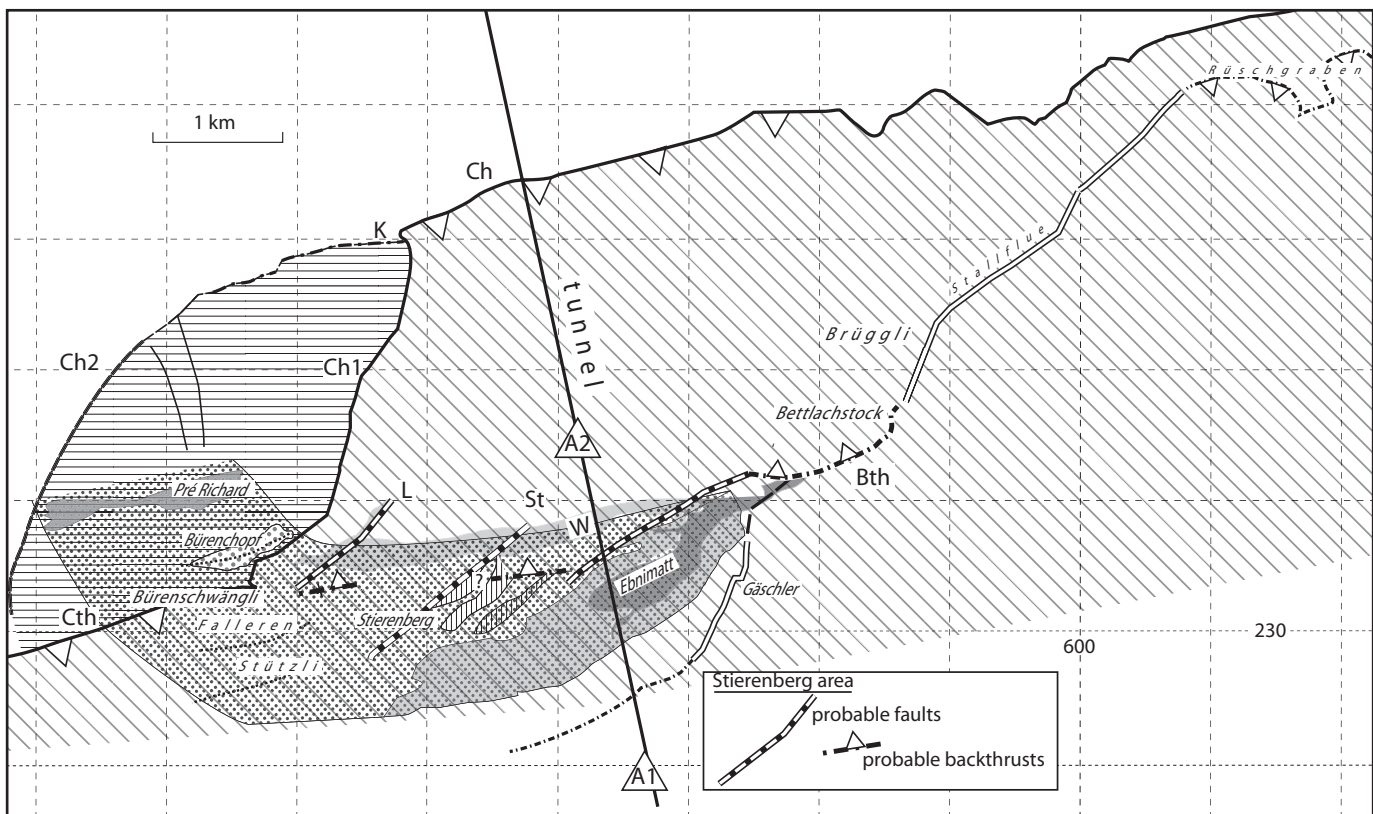 Rüschgraben
1 km
Ch
K
tunnel
Stallflue
Brüggli
Ch2
Ch1
Bettlachstock
A2
Bth
Pré Richard
L
St
W
Bürenchopf
Ebnimatt
?
Gäschler
Bürenschwängli
Cth
Falleren
Stierenberg
Stützli
230
600
Stierenberg area
probable faults
probable backthrusts
A1